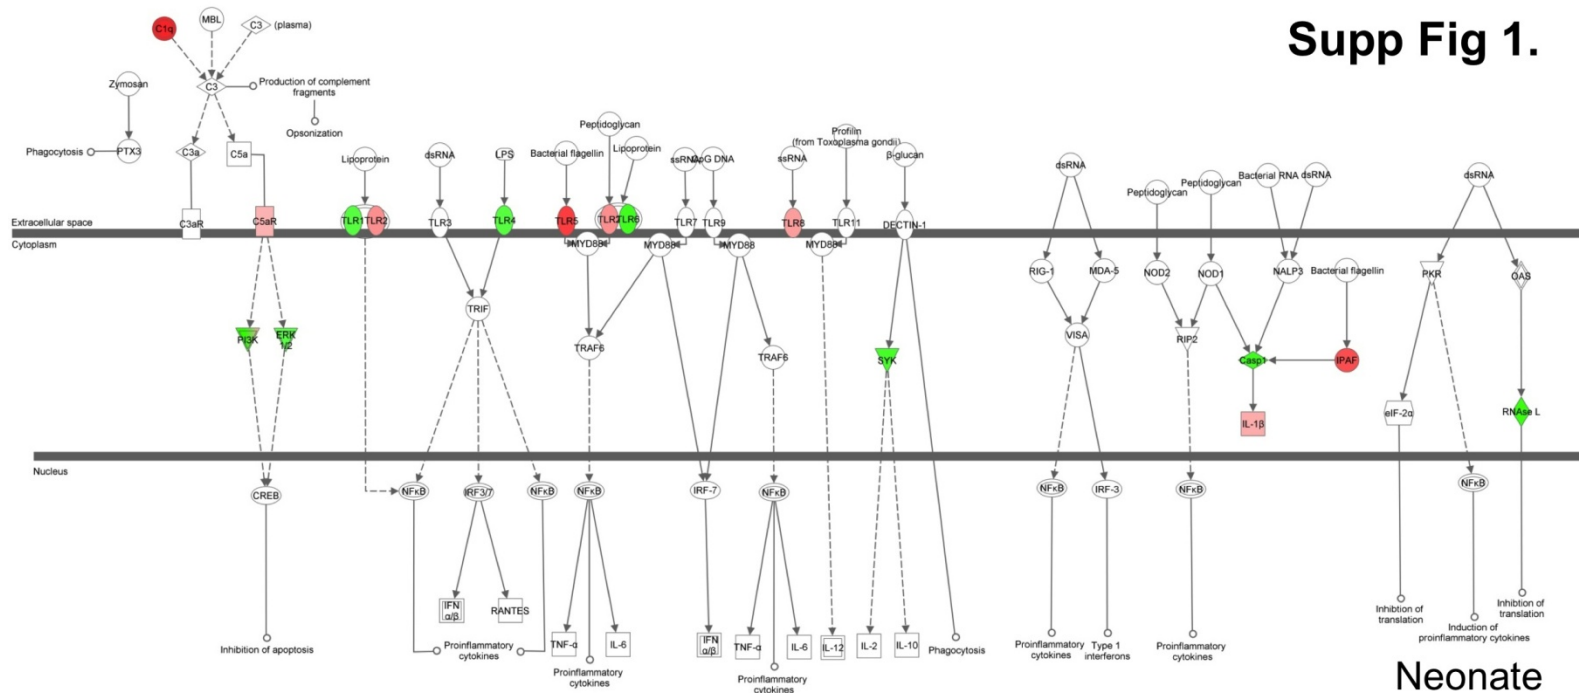 Supp Fig 1.
C1q
MBL
C3
(plasma)
Zymosan
C3
Production of complement
fragments
Opsonization
Phagocytosis
PTX3
C3a
C5a
Lipoprotein
dsRNA
LPS
Bacterial flagellin
Peptidoglycan
Lipoprotein
ssRNA
CpG DNA
ssRNA
Profilin
(from Toxoplasma gondii)
β-glucan
dsRNA
Peptidoglycan
Peptidoglycan
Bacterial RNA
dsRNA
dsRNA
Extracellular space
Cytoplasm
C3aR
C5aR
TLR1
TLR2
TLR3
TLR4
TLR5
TLR2
TLR6
TLR7
TLR9
TLR8
TLR11
DECTIN-1
MYD88
MYD88
MYD88
MYD88
RIG-1
MDA-5
NOD2
NOD1
NALP3
Bacterial flagellin
PKR
OAS
PI3K
ERK
1/2
TRIF
TRAF6
TRAF6
SYK
VISA
RIP2
Casp1
IPAF
IL-1β
eIF-2α
RNAse L
Nucleus
CREB
NFκB
IRF3/7
NFκB
NFκB
IRF-7
NFκB
NFκB
IRF-3
NFκB
NFκB
IFN
α/β
RANTES
TNF-α
IL-6
IFN
α/β
TNF-α
IL-6
IL-12
IL-2
IL-10
Phagocytosis
Inhibition of apoptosis
Proinflammatory
cytokines
Proinflammatory
cytokines
Proinflammatory
cytokines
Proinflammatory
cytokines
Type 1
interferons
Proinflammatory
cytokines
Inhibtion of
translation
Induction of
proinflammatory cytokines
Inhibtion of
translation
Neonate